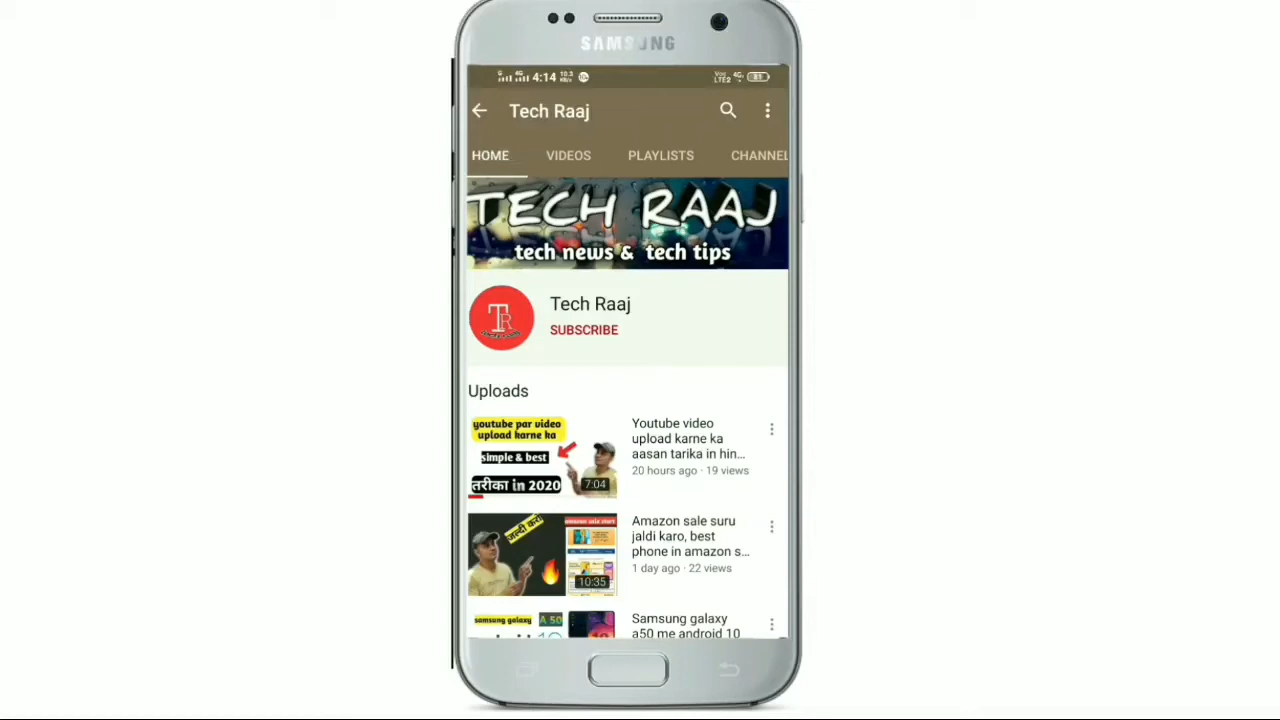 SAMSUNG
4:14
Tech Raaj
HOME VIDEOS PLAYLISTS CHANNEL
TECH RAAJ
tech news & tech tips
TR
Tech Raaj
SUBSCRIBE
Uploads
youtube par video
upload karne ka
simple & best
तरीका in 2020
7:04
Youtube video
upload karne ka
aasan tarika in hin...
20 hours ago · 19 views
जल्दी करो
amazon sale start
10:35
Amazon sale suru
jaldi karo, best
phone in amazon s...
1 day ago · 22 views
samsung galaxy A 50
Samsung galaxy
a50 me android 10